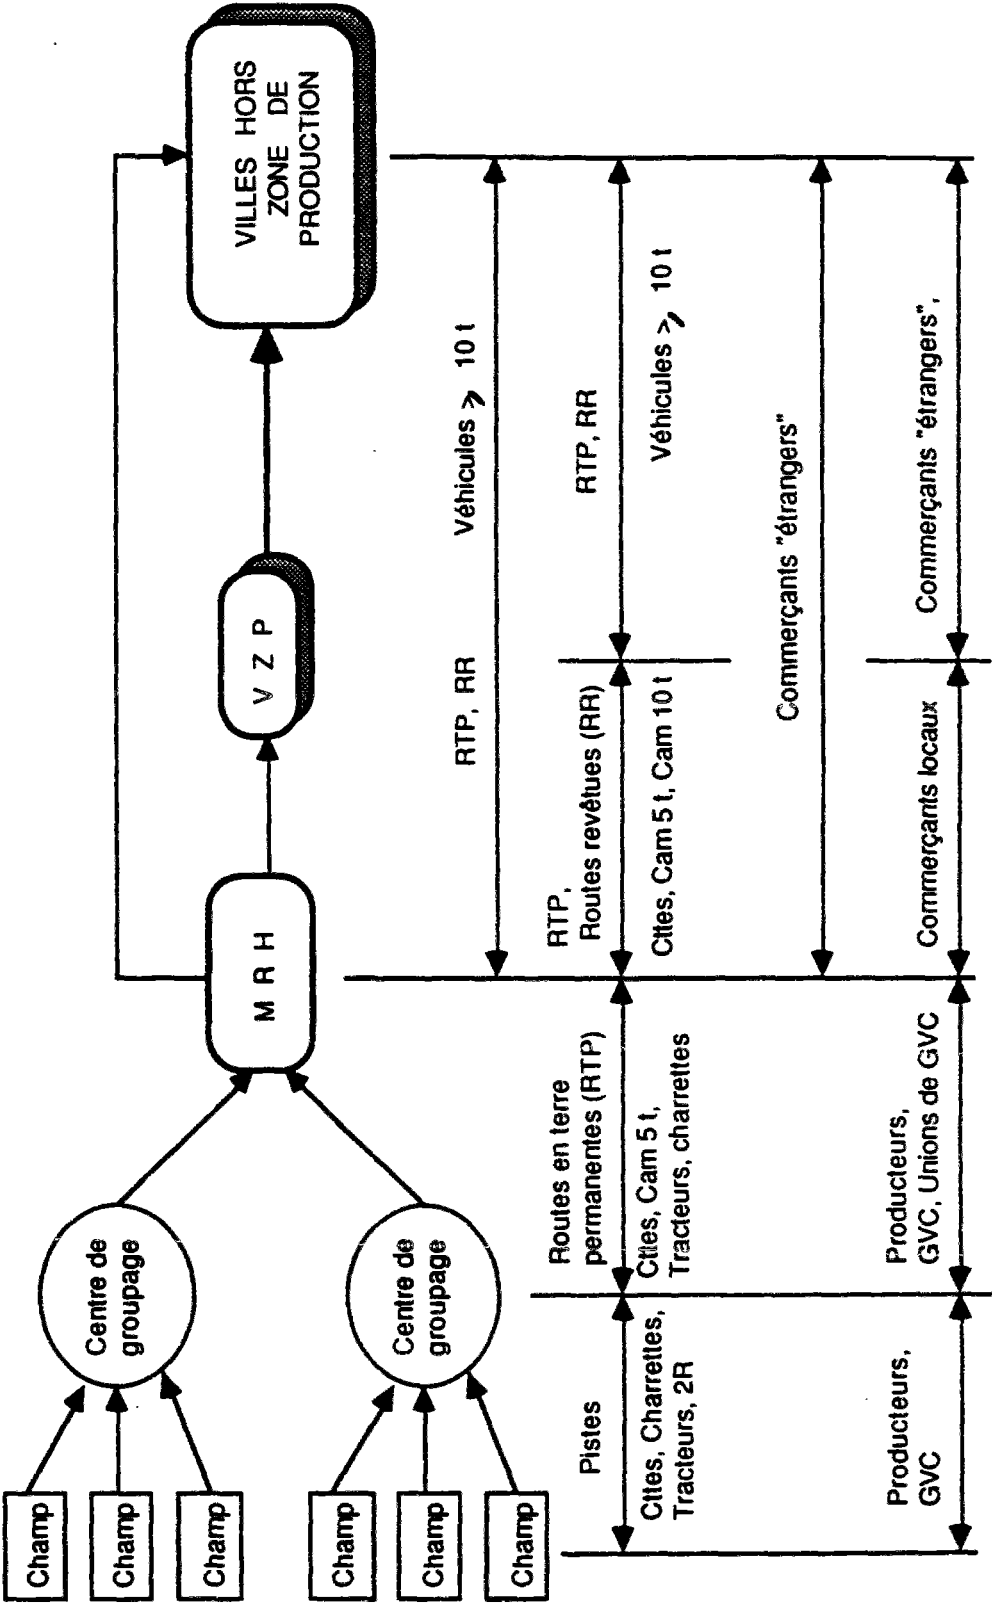 Champ
Champ
Champ
Champ
Champ
Champ
Centre de
groupage
Centre de
groupage
M R H
V Z P
VILLES HORS
ZONE DE
PRODUCTION
RTP, RR
Véhicules ⩾ 10 t
Pistes
Cttes, Charrettes,
Tracteurs, 2R
Routes en terre
permanentes (RTP)
Cttes, Cam 5 t,
Tracteurs, charrettes
RTP,
Routes revêtues (RR)
Cttes, Cam 5 t, Cam 10 t
RTP, RR
Véhicules ⩾ 10 t
Commerçants "étrangers"
Producteurs,
GVC
Producteurs,
GVC, Unions de GVC
Commerçants locaux
Commerçants "étrangers",